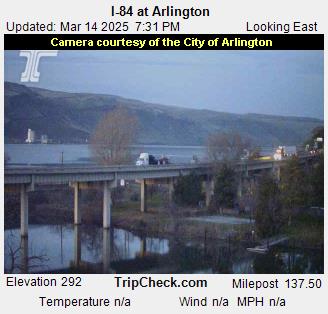 I-84 at Arlington
Updated: Mar 14 2025 7:31 PM Looking East
Camera courtesy of the City of Arlington
Elevation 292 TripCheck.com Milepost 137.50
Temperature n/a Wind n/a MPH n/a